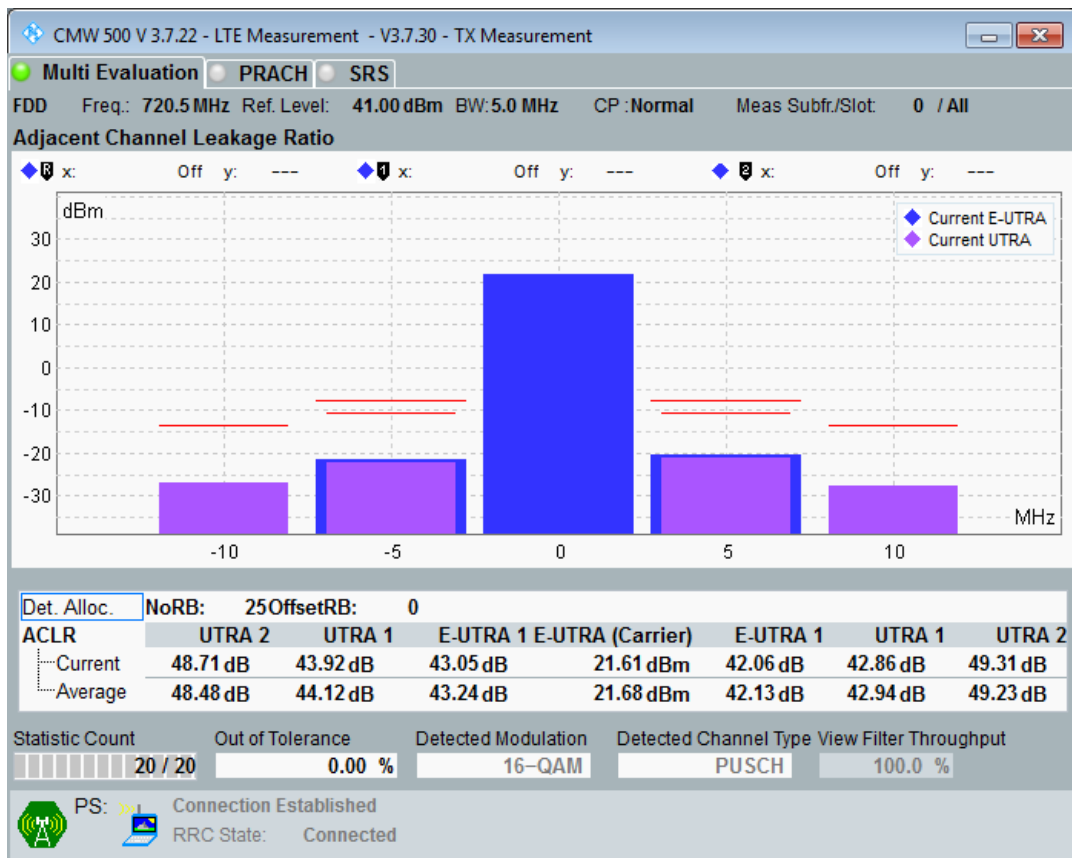 CMW 500 V 3.7.22 - LTE Measurement - V3.7.30 - TX Measurement
Multi Evaluation PRACH SRS
FDD Freq.: 720.5 MHz Ref. Level: 41.00 dBm BW: 5.0 MHz CP : Normal Meas Subfr./Slot: 0 / All
Adjacent Channel Leakage Ratio
R x: Off y: --- 1 x: Off y: --- 2 x: Off y: ---
dBm
Current E-UTRA
Current UTRA
30
20
10
0
-10
-20
-30
MHz
-10 -5 0 5 10
Det. Alloc. NoRB: 25 OffsetRB: 0
ACLR UTRA 2 UTRA 1 E-UTRA 1 E-UTRA (Carrier) E-UTRA 1 UTRA 1 UTRA 2
Current 48.71 dB 43.92 dB 43.05 dB 21.61 dBm 42.06 dB 42.86 dB 49.31 dB
Average 48.48 dB 44.12 dB 43.24 dB 21.68 dBm 42.13 dB 42.94 dB 49.23 dB
Statistic Count Out of Tolerance Detected Modulation Detected Channel Type View Filter Throughput
20 / 20 0.00 % 16-QAM PUSCH 100.0 %
PS: Connection Established
RRC State: Connected